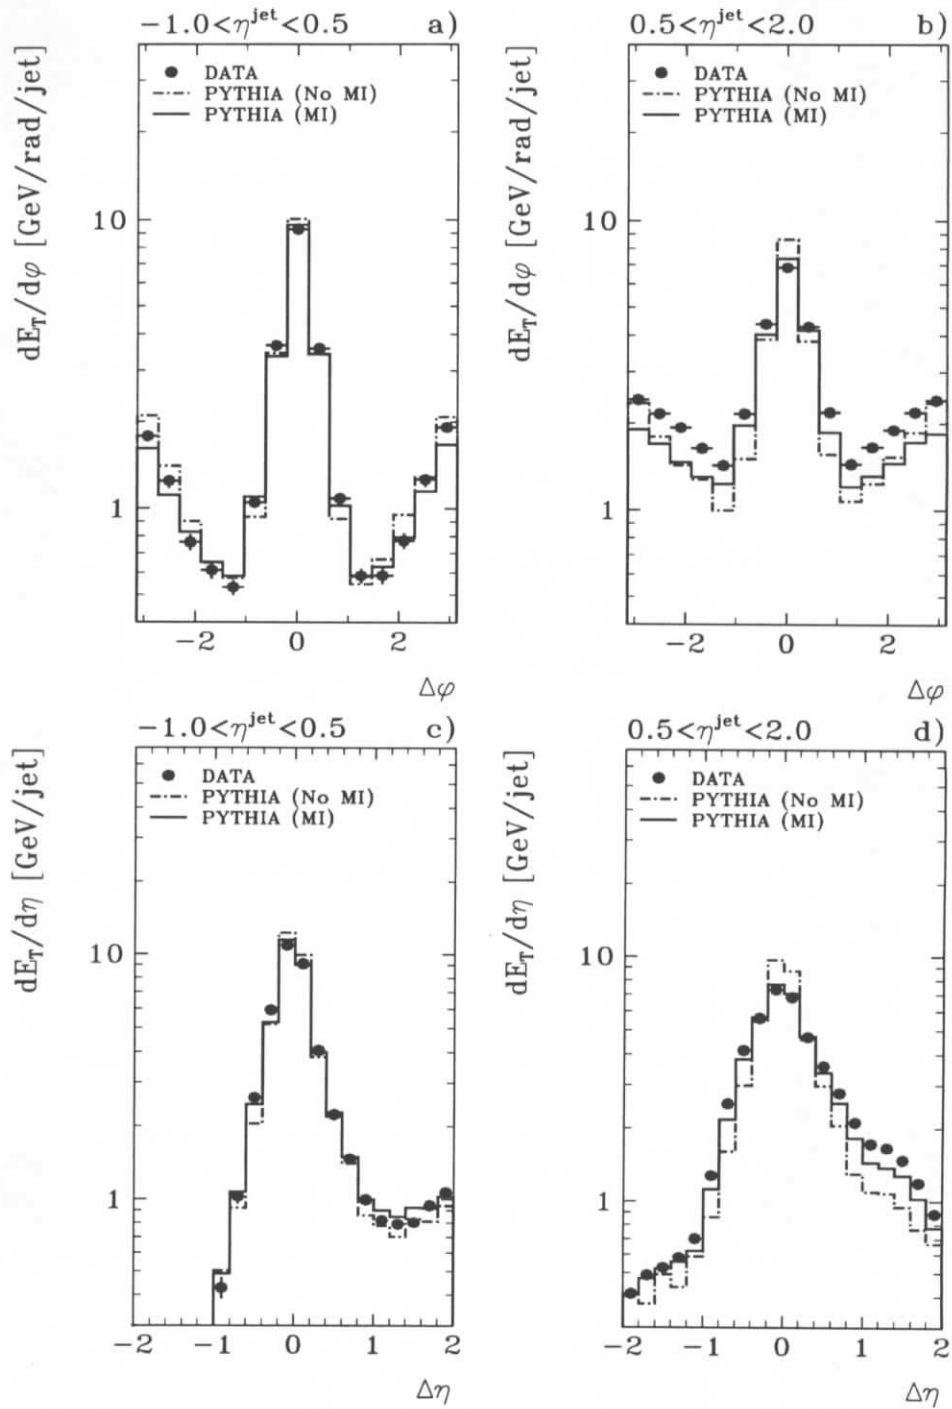 −1.0<η^jet<0.5 a)
dE_T/dφ [GeV/rad/jet]
DATA
PYTHIA (No MI)
PYTHIA (MI)
10
1
−2 0 2
Δφ
0.5<η^jet<2.0 b)
dE_T/dφ [GeV/rad/jet]
DATA
PYTHIA (No MI)
PYTHIA (MI)
10
1
−2 0 2
Δφ
−1.0<η^jet<0.5 c)
dE_T/dη [GeV/jet]
DATA
PYTHIA (No MI)
PYTHIA (MI)
10
1
−2 −1 0 1 2
Δη
0.5<η^jet<2.0 d)
dE_T/dη [GeV/jet]
DATA
PYTHIA (No MI)
PYTHIA (MI)
10
1
−2 −1 0 1 2
Δη